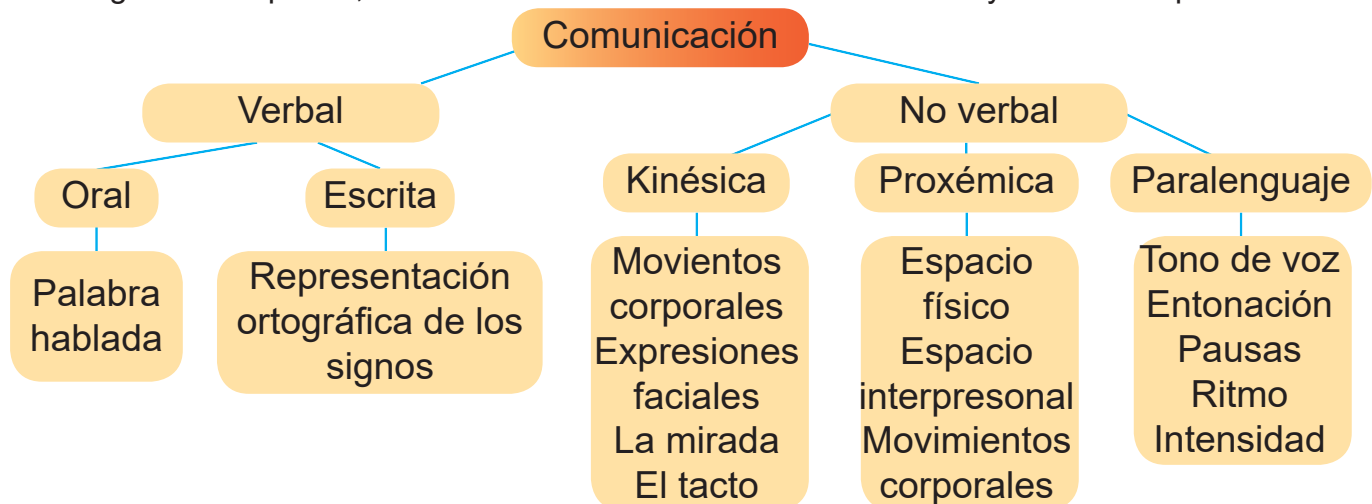 Comunicación
Verbal
No verbal
Oral
Escrita
Kinésica
Proxémica
Paralenguaje
Palabra
hablada
Representación
ortográfica de los
signos
Movientos
corporales
Expresiones
faciales
La mirada
El tacto
Espacio
físico
Espacio
interpresonal
Movimientos
corporales
Tono de voz
Entonación
Pausas
Ritmo
Intensidad